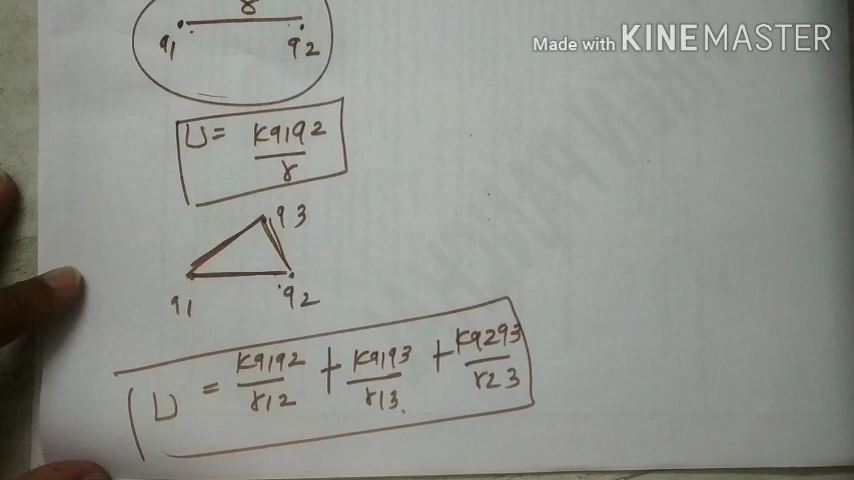 r
q1 q2
Made with KINEMASTER
U = Kq1q2/r
q3
q1 q2
U = Kq1q2/r12 + Kq1q3/r13 + Kq2q3/r23